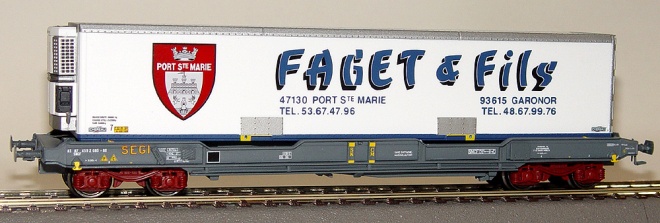 PORT STE MARIE
FAGET & Fils
47130 PORT STE MARIE
93615 GARONOR
TEL. 53.67.47.96
TEL. 48.67.99.76
SEGI